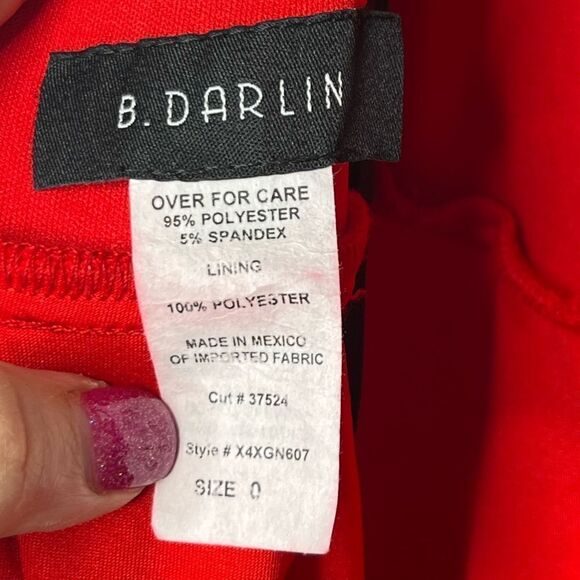 B. DARLIN
OVER FOR CARE
95% POLYESTER
5% SPANDEX
LINING
100% POLYESTER
MADE IN MEXICO
OF IMPORTED FABRIC
Cut # 37524
Style # X4XGN607
SIZE 0